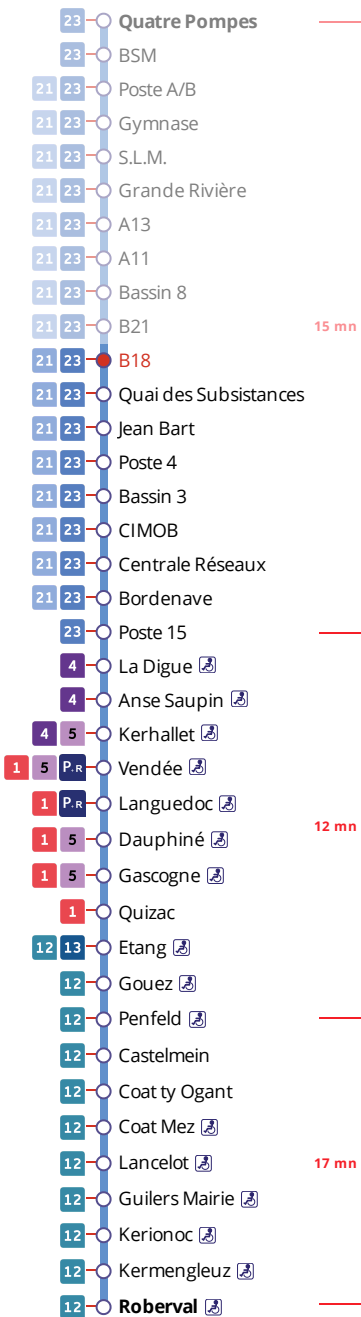 23 Quatre Pompes
23 BSM
21 23 Poste A/B
21 23 Gymnase
21 23 S.L.M.
21 23 Grande Rivière
21 23 A13
21 23 A11
21 23 Bassin 8
21 23 B21 15 mn
21 23 B18
21 23 Quai des Subsistances
21 23 Jean Bart
21 23 Poste 4
21 23 Bassin 3
21 23 CIMOB
21 23 Centrale Réseaux
21 23 Bordenave
23 Poste 15
4 La Digue
4 Anse Saupin
4 5 Kerhallet
1 5 P+R Vendée
1 P+R Languedoc
12 mn
1 5 Dauphiné
1 5 Gascogne
1 Quizac
12 13 Etang
12 Gouez
12 Penfeld
12 Castelmein
12 Coat ty Ogant
12 Coat Mez
12 Lancelot 17 mn
12 Guilers Mairie
12 Kerionoc
12 Kermengleuz
12 Roberval